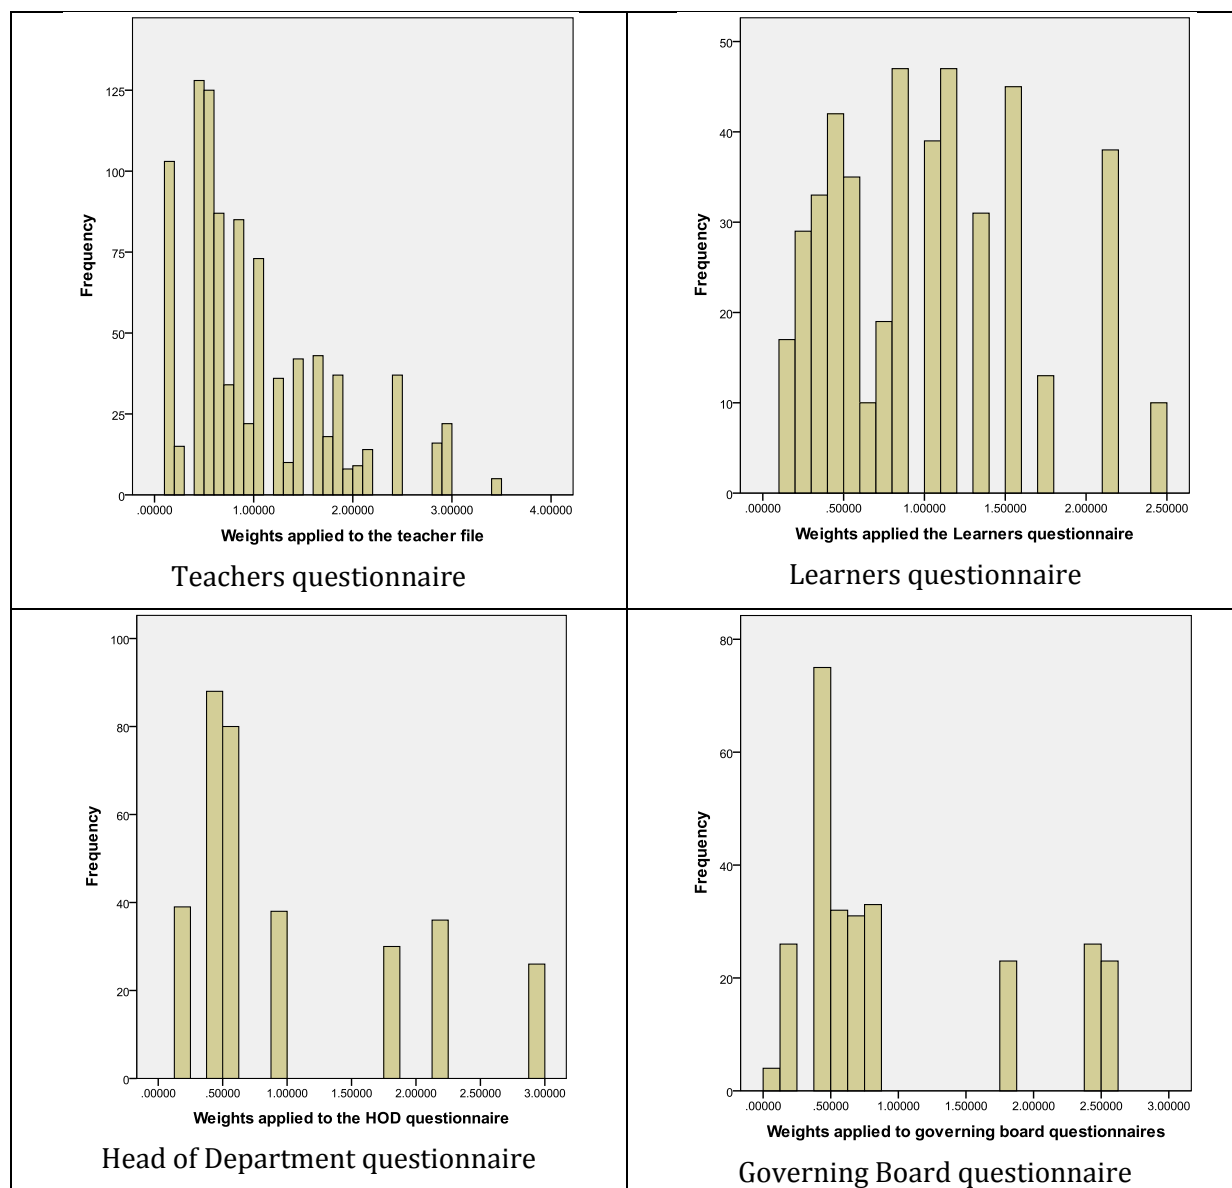 125
100
75
50
25
0
Frequency
.00000 1.00000 2.00000 3.00000 4.00000
Weights applied to the teacher file
Teachers questionnaire
50
40
30
20
10
0
Frequency
.00000 .50000 1.00000 1.50000 2.00000 2.50000
Weights applied the Learners questionnaire
Learners questionnaire
100
80
60
40
20
0
Frequency
.00000 .50000 1.00000 1.50000 2.00000 2.50000 3.00000
Weights applied to the HOD questionnaire
Head of Department questionnaire
80
60
40
20
0
Frequency
.00000 .50000 1.00000 1.50000 2.00000 2.50000 3.00000
Weights applied to governing board questionnaires
Governing Board questionnaire